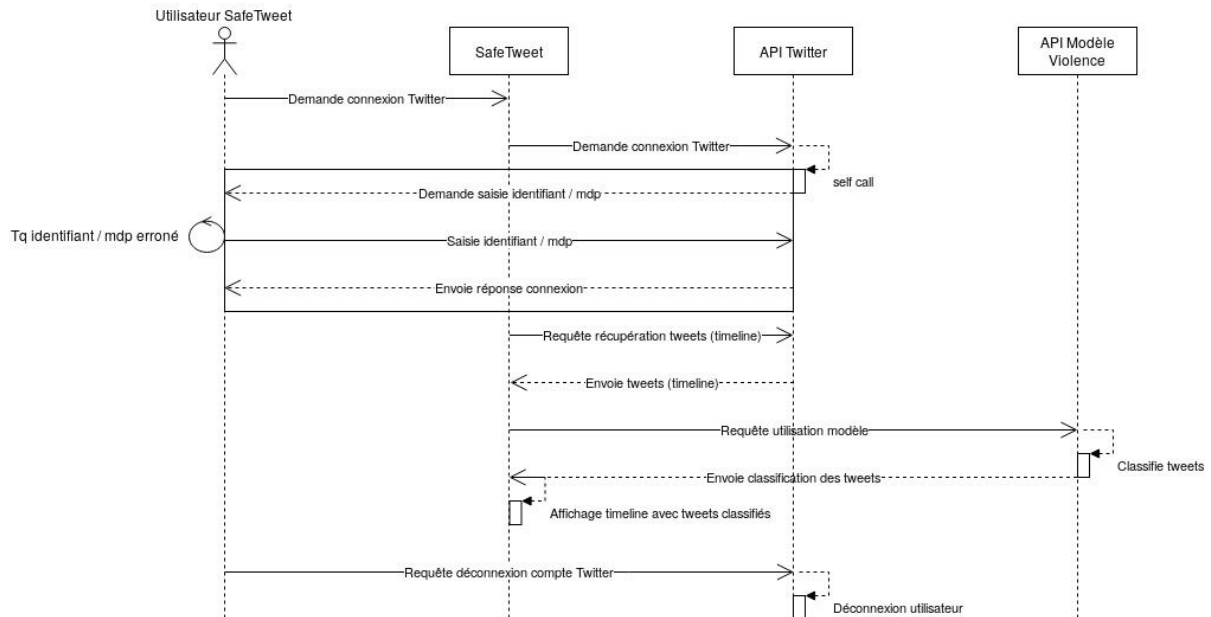 Utilisateur SafeTweet
SafeTweet
API Twitter
API Modèle
Violence
Demande connexion Twitter
Demande connexion Twitter
self call
Demande saisie identifiant / mdp
Tq identifiant / mdp erroné
Saisie identifiant / mdp
Envoie réponse connexion
Requête récupération tweets (timeline)
Envoie tweets (timeline)
Requête utilisation modèle
Classifie tweets
Envoie classification des tweets
Affichage timeline avec tweets classifiés
Requête déconnexion compte Twitter
Déconnexion utilisateur